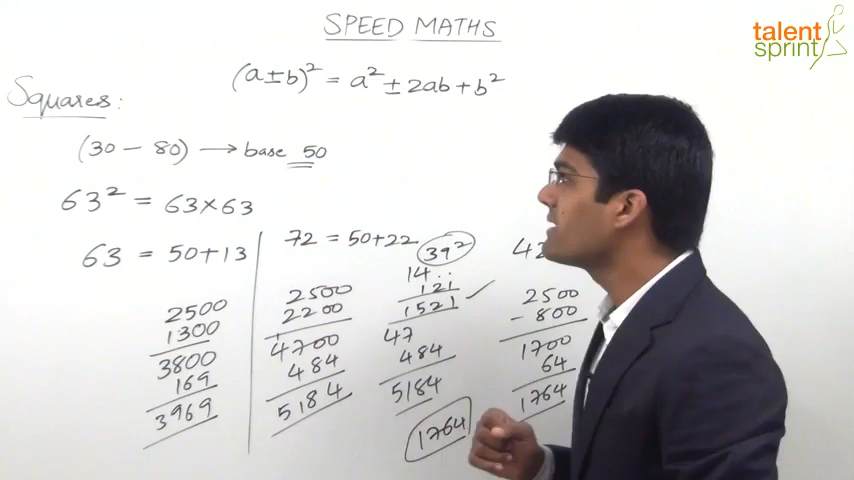 SPEED MATHS
talent
sprint
(a±b)² = a² ± 2ab + b²
Squares:
(30 − 80) → base 50
63² = 63×63
63 = 50+13
2500
1300
3800
169
3969
72 = 50+22
2500
2200
4700
484
5184
39²
14..
121
1521 ✓
47
484
5184
1764
42
2500
− 800
1700
64
1764